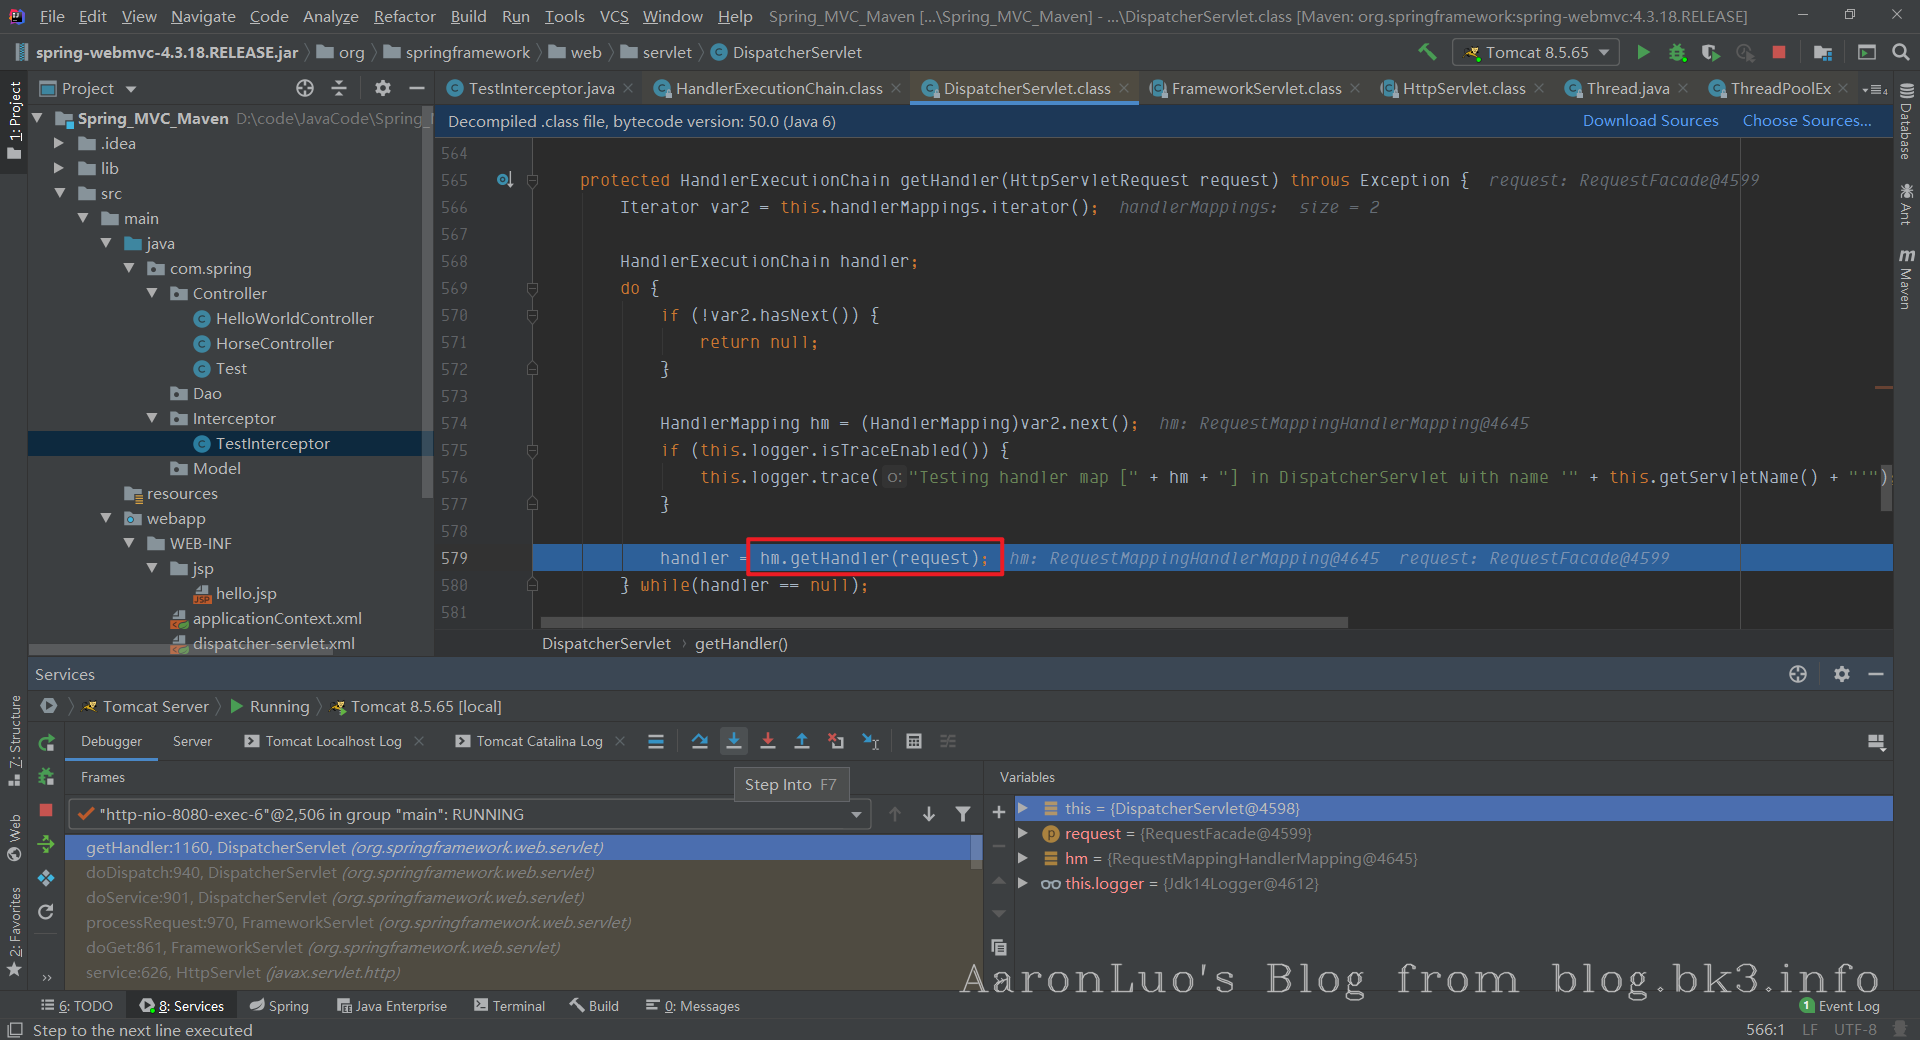 File Edit View Navigate Code Analyze Refactor Build Run Tools VCS Window Help Spring_MVC_Maven [...\Spring_MVC_Maven] - ...\DispatcherServlet.class [Maven: org.springframework:spring-webmvc:4.3.18.RELEASE]
spring-webmvc-4.3.18.RELEASE.jar org springframework web servlet DispatcherServlet Tomcat 8.5.65
1: Project
Project
TestInterceptor.java HandlerExecutionChain.class DispatcherServlet.class FrameworkServlet.class HttpServlet.class Thread.java ThreadPoolEx 4
Spring_MVC_Maven D:\code\JavaCode\Spring_
.idea
lib
src
main
java
com.spring
Controller
HelloWorldController
HorseController
Test
Dao
Interceptor
TestInterceptor
Model
resources
webapp
WEB-INF
jsp
hello.jsp
applicationContext.xml
dispatcher-servlet.xml
Decompiled .class file, bytecode version: 50.0 (Java 6) Download Sources Choose Sources...
564
565 protected HandlerExecutionChain getHandler(HttpServletRequest request) throws Exception { request: RequestFacade@4599
566 Iterator var2 = this.handlerMappings.iterator(); handlerMappings: size = 2
567
568 HandlerExecutionChain handler;
569 do {
570 if (!var2.hasNext()) {
571 return null;
572 }
573
574 HandlerMapping hm = (HandlerMapping)var2.next(); hm: RequestMappingHandlerMapping@4645
575 if (this.logger.isTraceEnabled()) {
576 this.logger.trace( o: "Testing handler map [" + hm + "] in DispatcherServlet with name '" + this.getServletName() + "'")
577 }
578
579 handler = hm.getHandler(request); hm: RequestMappingHandlerMapping@4645 request: RequestFacade@4599
580 } while(handler == null);
581
DispatcherServlet › getHandler()
Database
Ant
Maven
Services
Tomcat Server Running Tomcat 8.5.65 [local]
Debugger Server Tomcat Localhost Log Tomcat Catalina Log
Frames
Step Into F7
"http-nio-8080-exec-6"@2,506 in group "main": RUNNING
getHandler:1160, DispatcherServlet (org.springframework.web.servlet)
doDispatch:940, DispatcherServlet (org.springframework.web.servlet)
doService:901, DispatcherServlet (org.springframework.web.servlet)
processRequest:970, FrameworkServlet (org.springframework.web.servlet)
doGet:861, FrameworkServlet (org.springframework.web.servlet)
service:626, HttpServlet (javax.servlet.http)
Variables
this = {DispatcherServlet@4598}
request = {RequestFacade@4599}
hm = {RequestMappingHandlerMapping@4645}
this.logger = {Jdk14Logger@4612}
7: Structure
Web
2: Favorites
AaronLuo's Blog from blog.bk3.info
6: TODO 8: Services Spring Java Enterprise Terminal Build 0: Messages 1 Event Log
Step to the next line executed 566:1 LF UTF-8